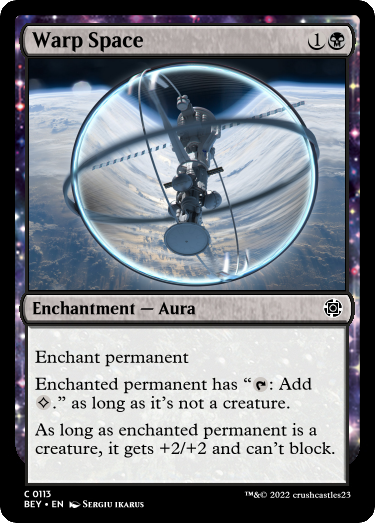 Warp Space 1
Enchantment — Aura
Enchant permanent
Enchanted permanent has “: Add
.” as long as it’s not a creature.
As long as enchanted permanent is a
creature, it gets +2/+2 and can’t block.
C 0113
BEY • EN Sergiu Ikarus
™&© 2022 crushcastles23